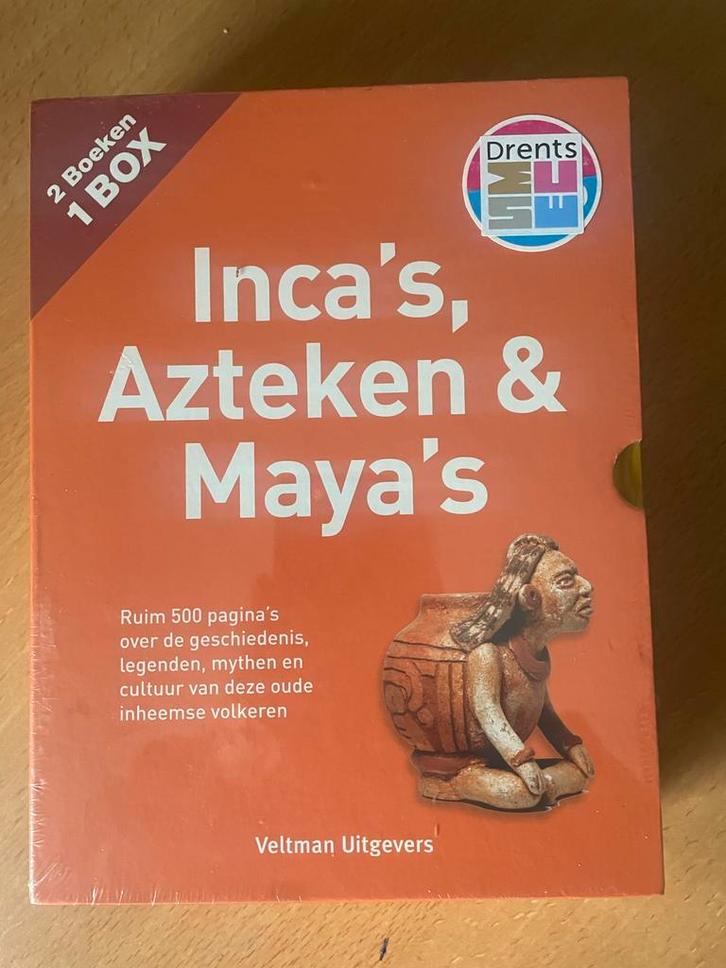 2 Boeken
1 BOX
Drents
Inca's,
Azteken &
Maya's
Ruim 500 pagina's
over de geschiedenis,
legenden, mythen en
cultuur van deze oude
inheemse volkeren
Veltman Uitgevers